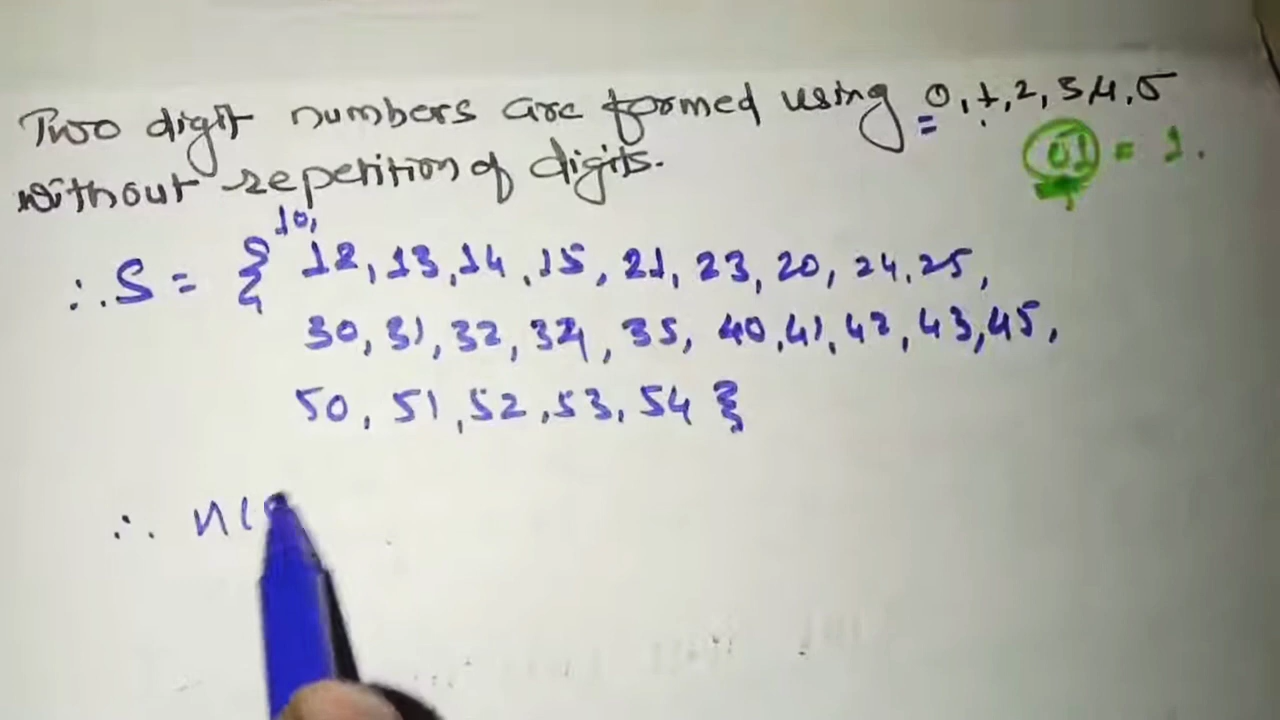 Two digit numbers are formed using 0, 1, 2, 3, 4, 5
01 = 1.
without repetition of digits.
10,
∴ S = { 12, 13, 14, 15, 21, 23, 20, 24, 25,
30, 31, 32, 34, 35, 40, 41, 42, 43, 45,
50, 51, 52, 53, 54 }
∴ n(